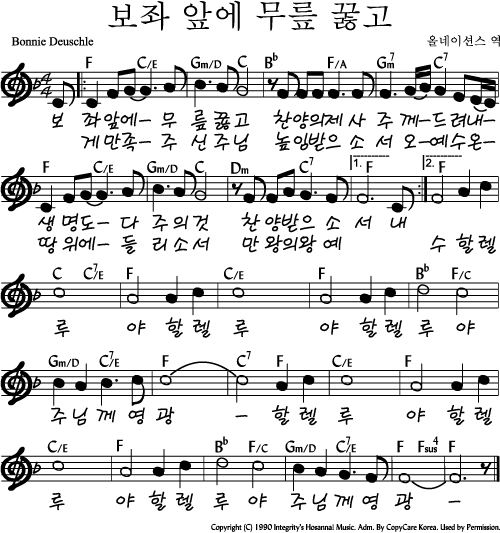 보좌 앞에 무릎 꿇고
Bonnie Deuschle 올네이션스 역
F C/E Gm/D C Bb F/A Gm7 C7
보 좌앞에- 무 릎꿇고 찬양의제사 주 께-드려내-
게만족- 주 신주님 높임받으 소 서 오-예수온-
F C/E Gm/D C Dm C7 1. F 2. F
생 명도- 다 주의것 찬 양받으 소 서 내
땅 위에- 들 리소서 만 왕의왕 예 수 할렐
C C7/E F C/E F Bb F/C
루 야 할렐 루 야 할렐 루 야
Gm/D C7/E F C7 F C/E F
주님께 영 광 - 할렐 루 야 할렐
C/E F Bb F/C Gm/D C7/E F Fsus4 F
루 야 할렐 루 야 주님께 영 광 -
Copyright (C) 1990 Integrity's Hosannal Music. Adm. By CopyCare Korea. Used by Permission.